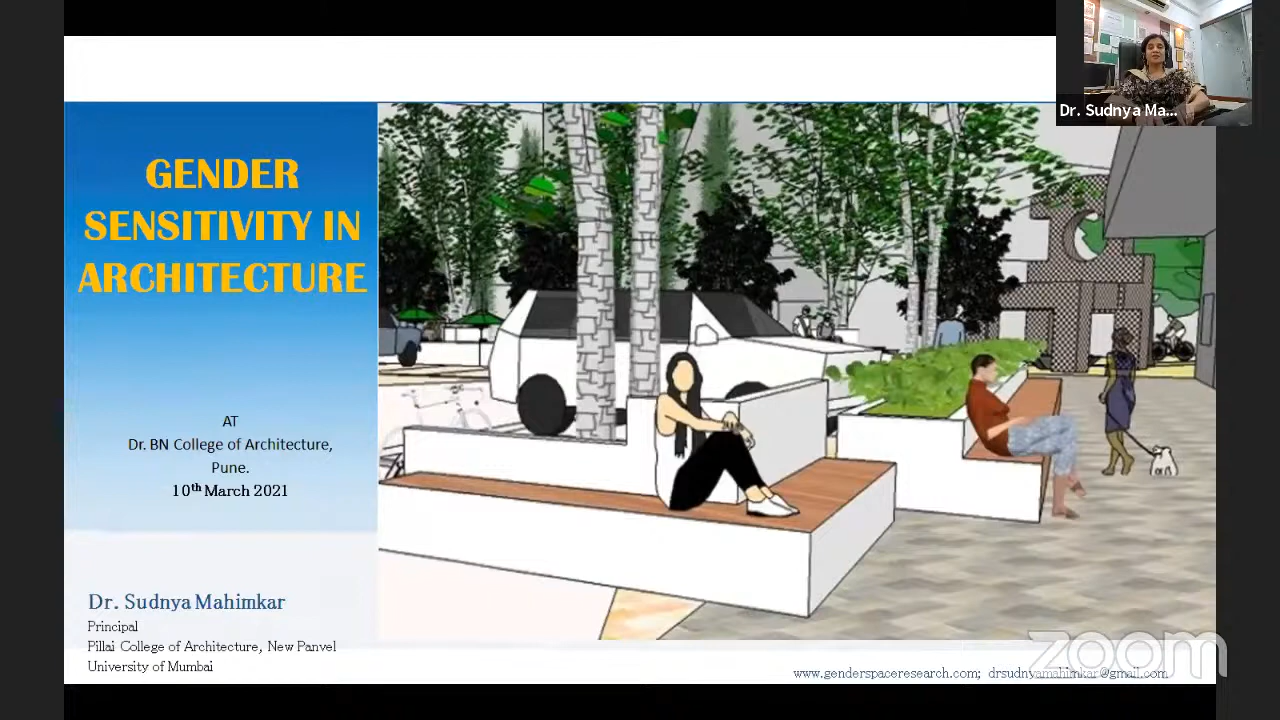 Dr. Sudnya Ma...
GENDER
SENSITIVITY IN
ARCHITECTURE
AT
Dr. BN College of Architecture,
Pune.
10th March 2021
Dr. Sudnya Mahimkar
Principal
Pillai College of Architecture, New Panvel
University of Mumbai
www.genderspaceresearch.com; drsudnyamahimkar@gmail.com
zoom